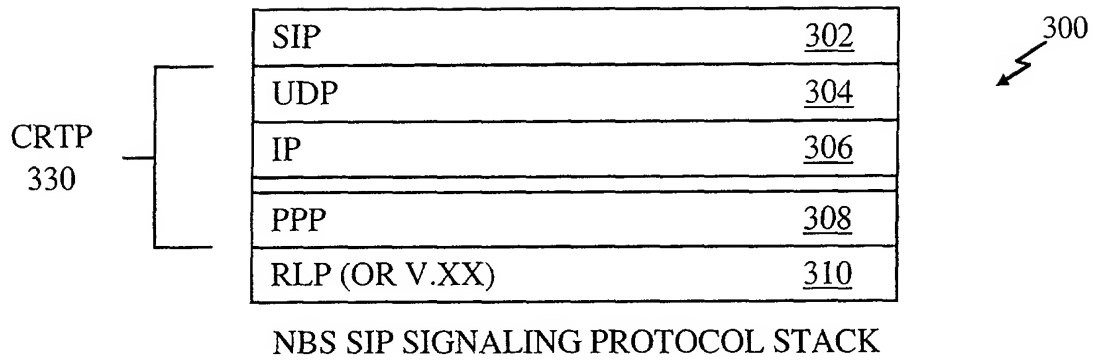 300
SIP 302
UDP 304
CRTP
330
IP 306
PPP 308
RLP (OR V.XX) 310
NBS SIP SIGNALING PROTOCOL STACK